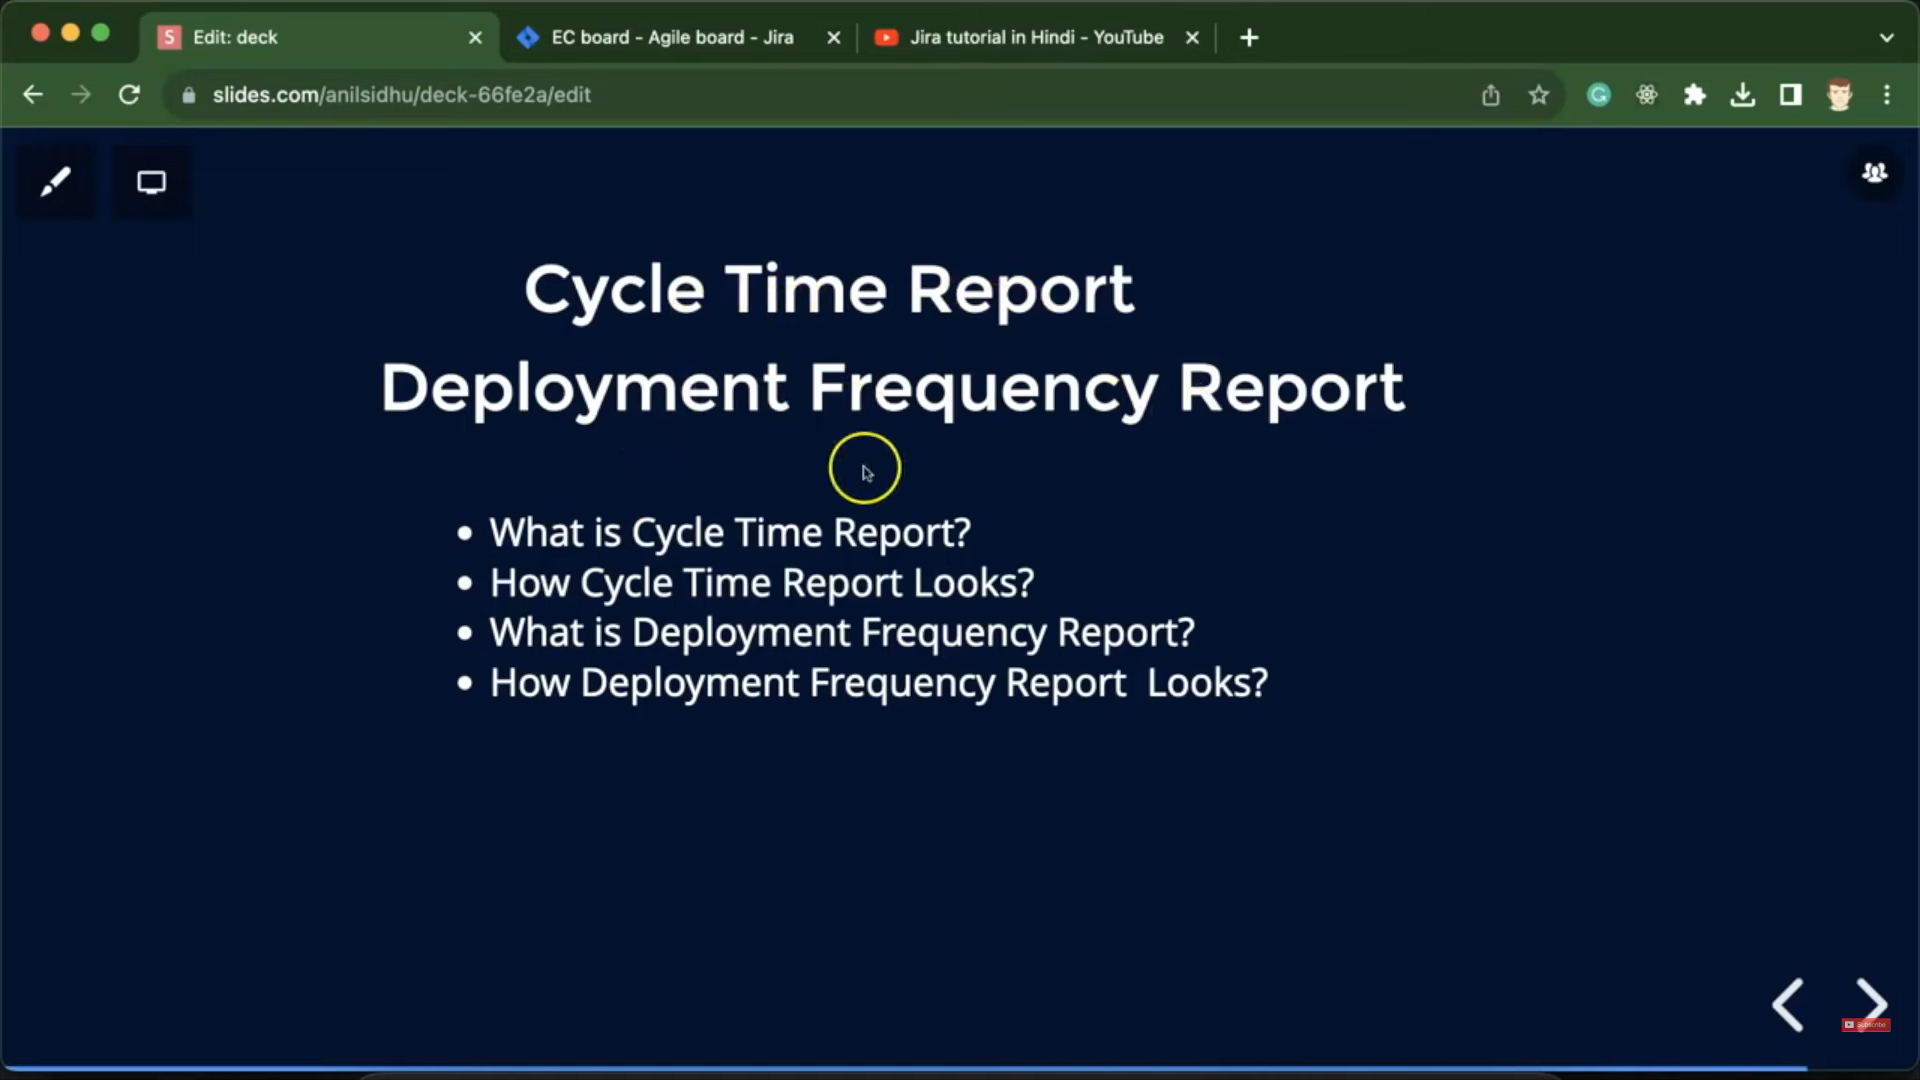 Edit: deck
EC board - Agile board - Jira
Jira tutorial in Hindi - YouTube
slides.com/anilsidhu/deck-66fe2a/edit
Cycle Time Report
Deployment Frequency Report
• What is Cycle Time Report?
• How Cycle Time Report Looks?
• What is Deployment Frequency Report?
• How Deployment Frequency Report  Looks?
Subscribe